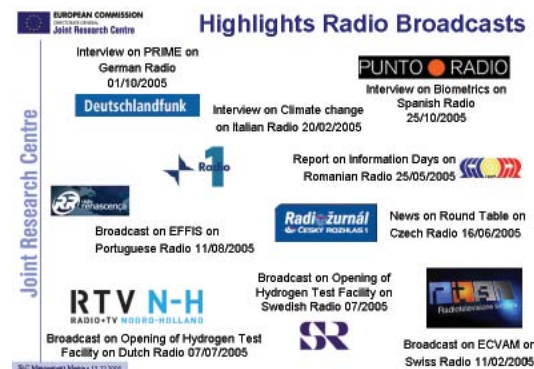 EUROPEAN COMMISSION
DIRECTORATE GENERAL
Joint Research Centre
Highlights Radio Broadcasts
Joint Research Centre
Interview on PRIME on
German Radio
01/10/2005
Deutschlandfunk
PUNTO RADIO
Interview on Biometrics on
Spanish Radio
25/10/2005
Interview on Climate change
on Italian Radio 20/02/2005
Radio 1
Report on Information Days on
Romanian Radio 25/05/2005
RR
renascença
Broadcast on EFFIS on
Portuguese Radio 11/08/2005
Radiožurnál
ČESKÝ ROZHLAS 1
News on Round Table on
Czech Radio 16/06/2005
Broadcast on Opening of
Hydrogen Test Facility on
Swedish Radio 07/2005
SR
RTV N-H
RADIO+TV NOORD-HOLLAND
Broadcast on Opening of Hydrogen Test
Facility on Dutch Radio 07/07/2005
rtsi
Broadcast on ECVAM on
Swiss Radio 11/02/2005